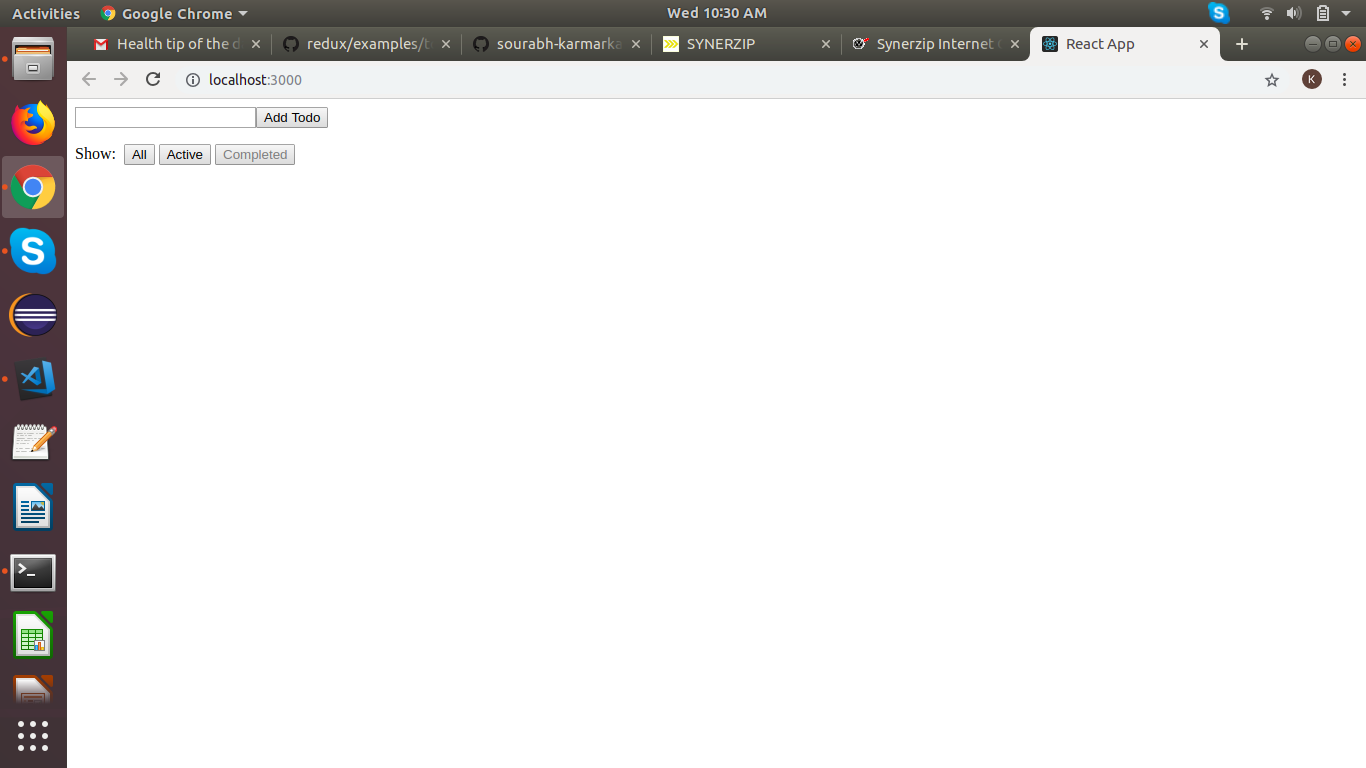 Activities Google Chrome Wed 10:30 AM
Health tip of the d redux/examples/t sourabh-karmarka SYNERZIP Synerzip Internet React App
localhost:3000 K
Add Todo
Show: All Active Completed